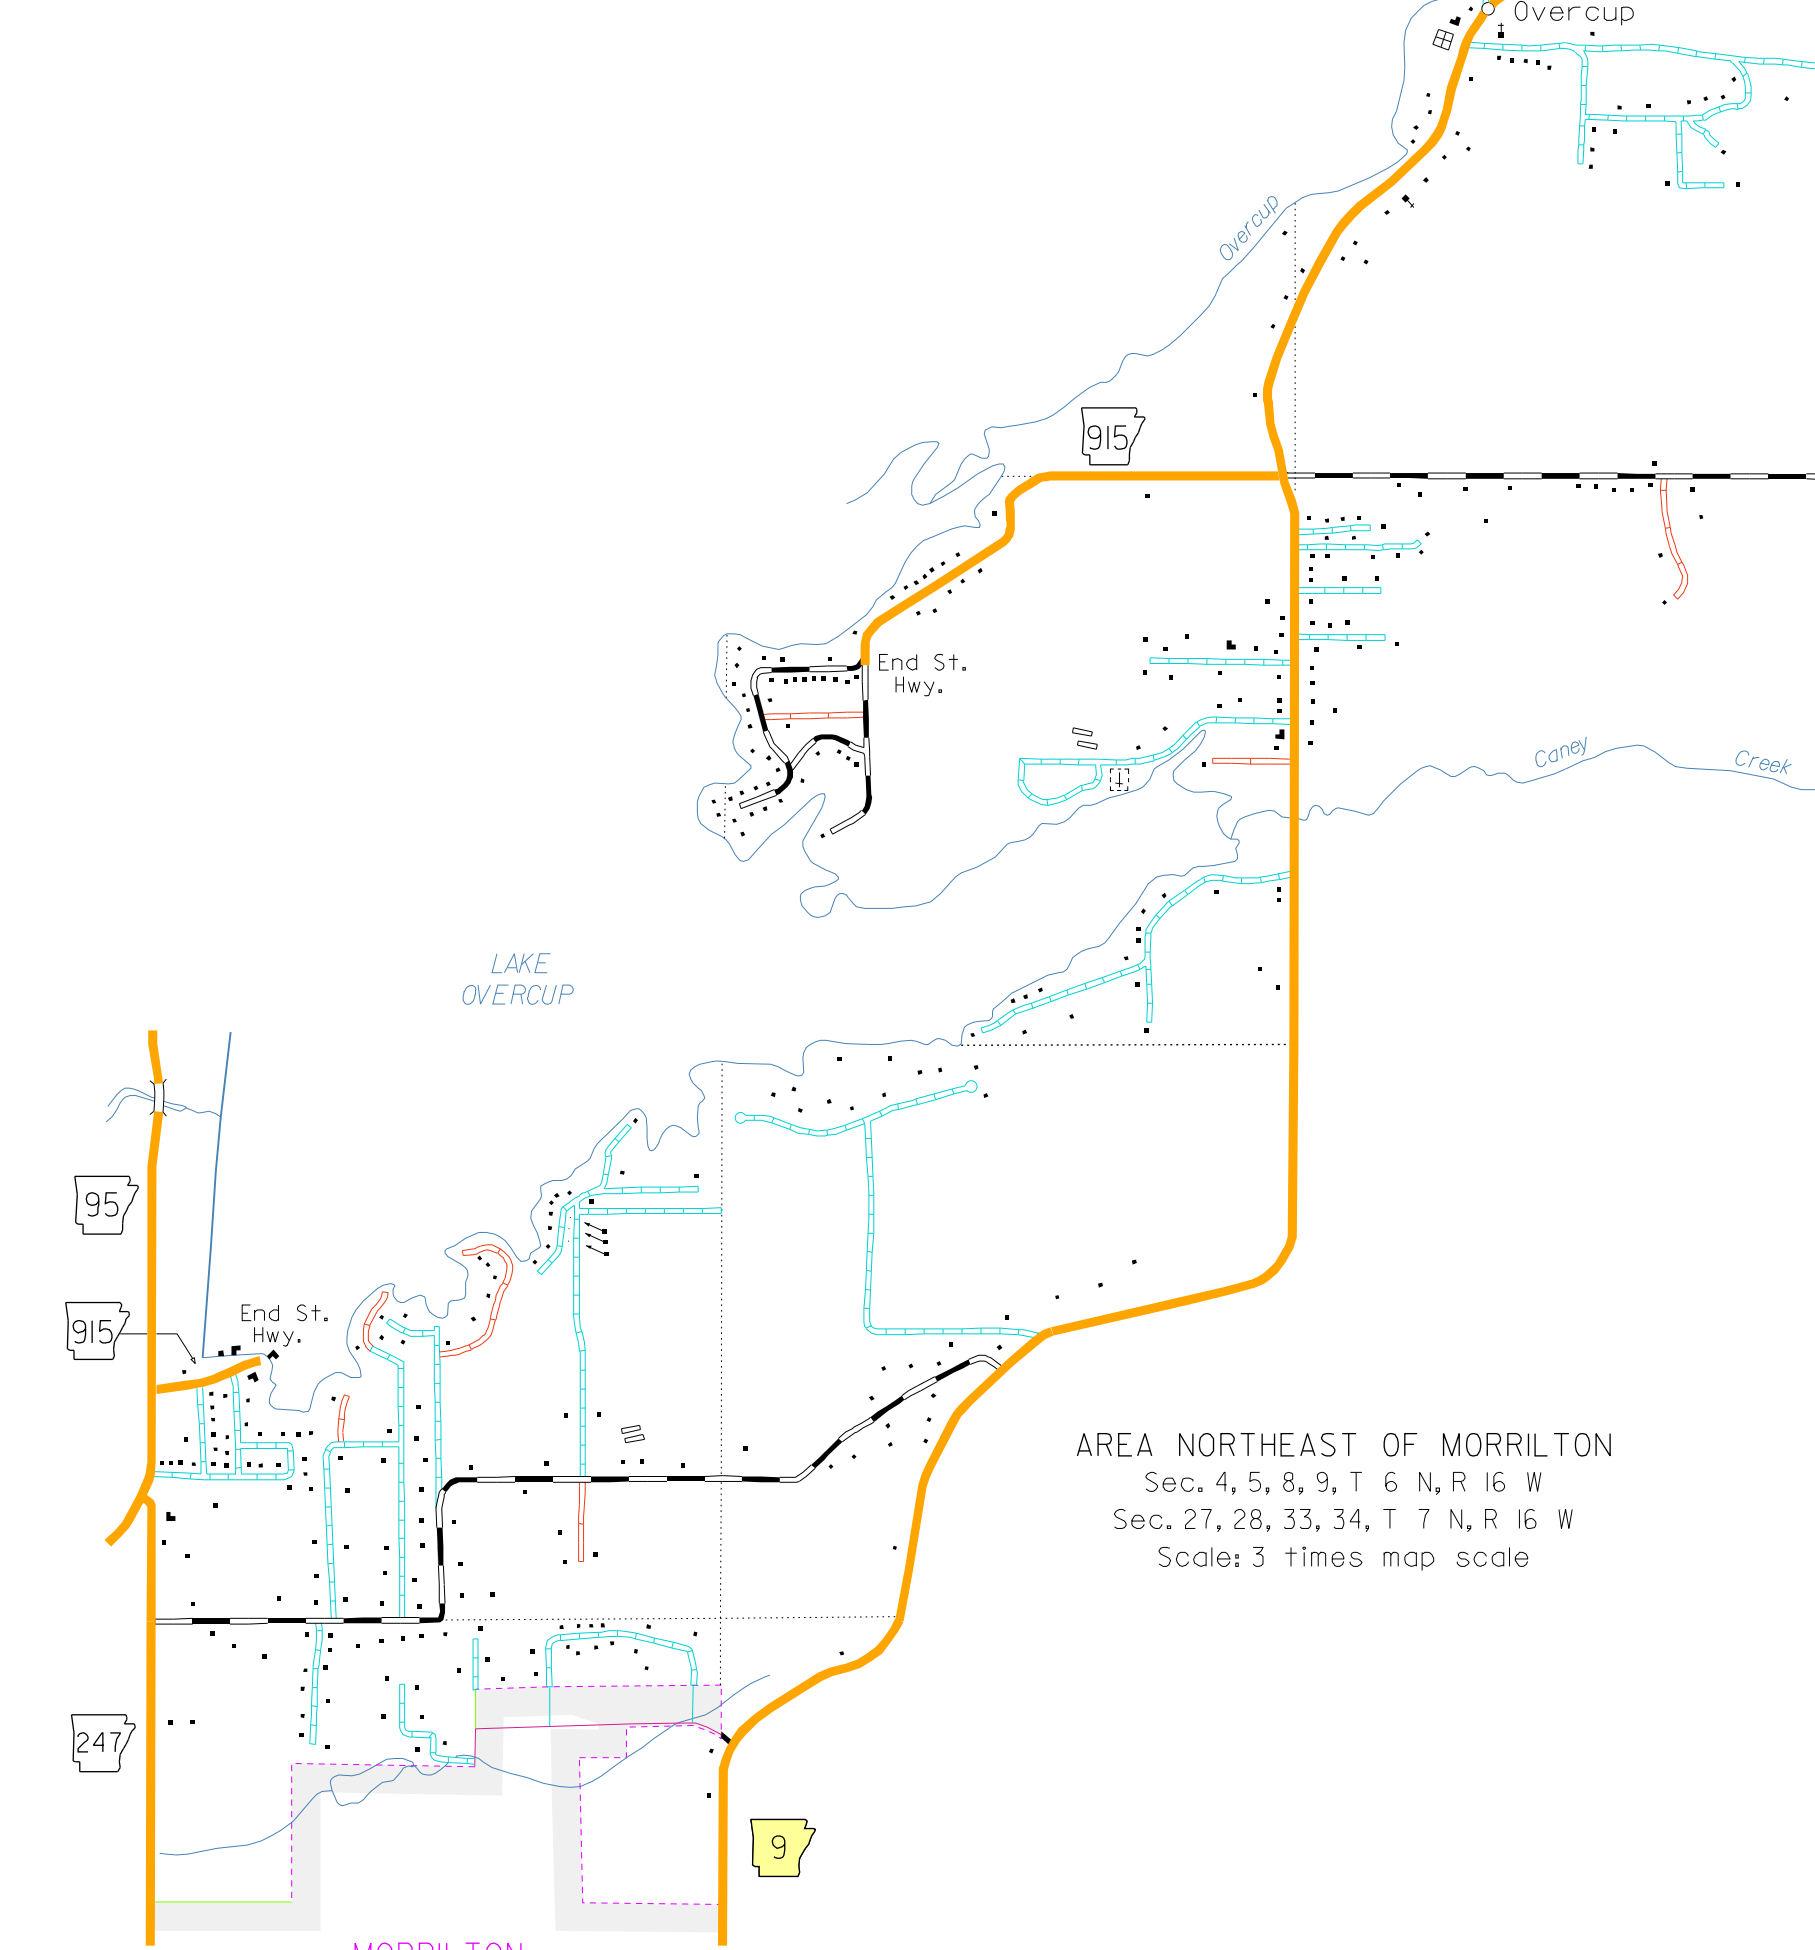 Overcup
Overcup
915
End St.
Hwy.
Caney
Creek
LAKE
OVERCUP
95
End St.
Hwy.
915
AREA NORTHEAST OF MORRILTON
Sec. 4, 5, 8, 9, T 6 N, R 16 W
Sec. 27, 28, 33, 34, T 7 N, R 16 W
Scale: 3 times map scale
247
9
MORRILTON